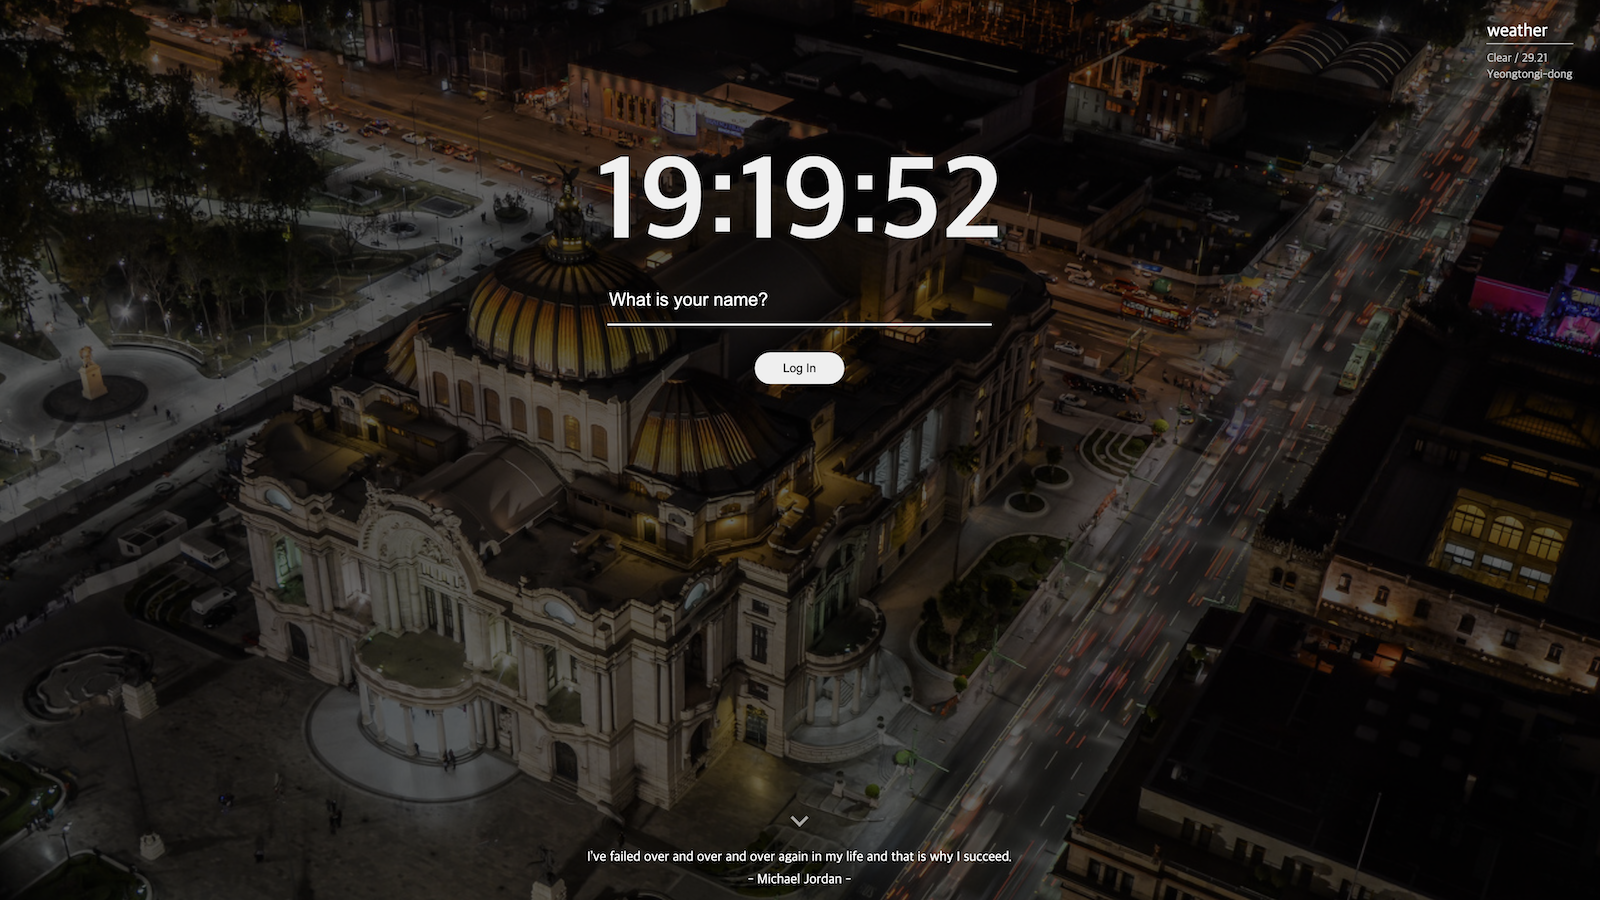 weather
Clear / 29.21
Yeongtongi-dong
19:19:52
What is your name?
Log In
I've failed over and over and over again in my life and that is why I succeed.
- Michael Jordan -